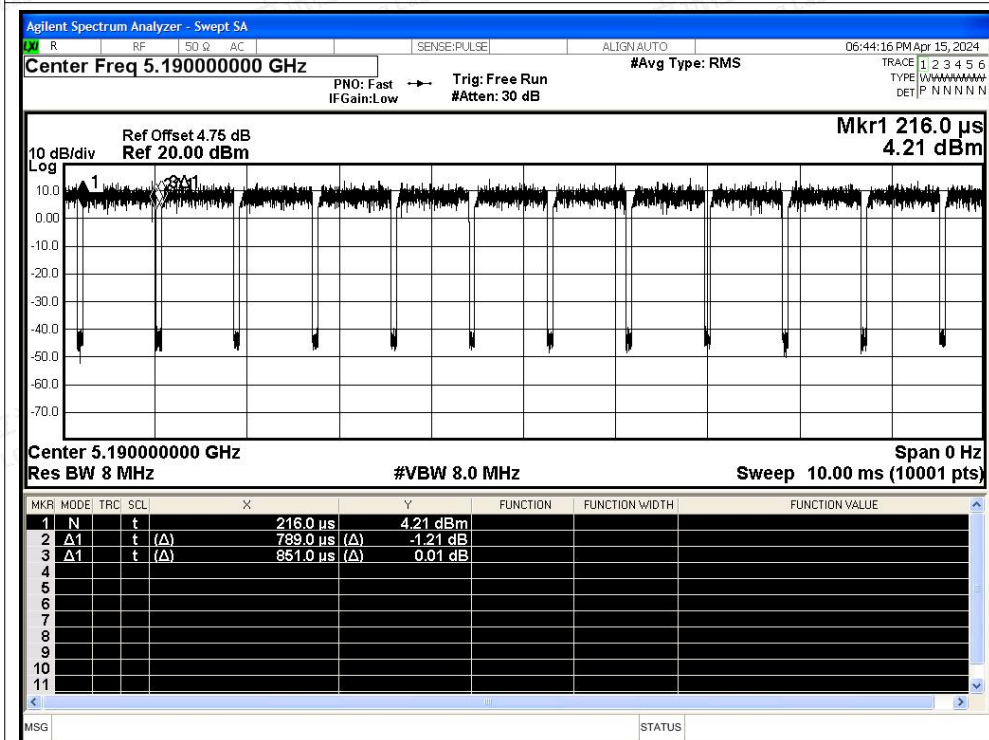 Agilent Spectrum Analyzer - Swept SA
LXI R RF 50 Ω AC SENSE:PULSE ALIGN AUTO 06:44:16 PM Apr 15, 2024
Center Freq 5.190000000 GHz #Avg Type: RMS TRACE 1 2 3 4 5 6
PNO: Fast Trig: Free Run TYPE W
IFGain:Low #Atten: 30 dB DET P N N N N N
Mkr1 216.0 µs
Ref Offset 4.75 dB
10 dB/div Ref 20.00 dBm 4.21 dBm
Log
10.0 1 3Δ1
0.00
-10.0
-20.0
-30.0
-40.0
-50.0
-60.0
-70.0
Center 5.190000000 GHz Span 0 Hz
Res BW 8 MHz #VBW 8.0 MHz Sweep 10.00 ms (10001 pts)
MKR MODE TRC SCL X Y FUNCTION FUNCTION WIDTH FUNCTION VALUE
1 N t 216.0 µs 4.21 dBm
2 Δ1 t (Δ) 789.0 µs (Δ) -1.21 dB
3 Δ1 t (Δ) 851.0 µs (Δ) 0.01 dB
4
5
6
7
8
9
10
11
MSG STATUS